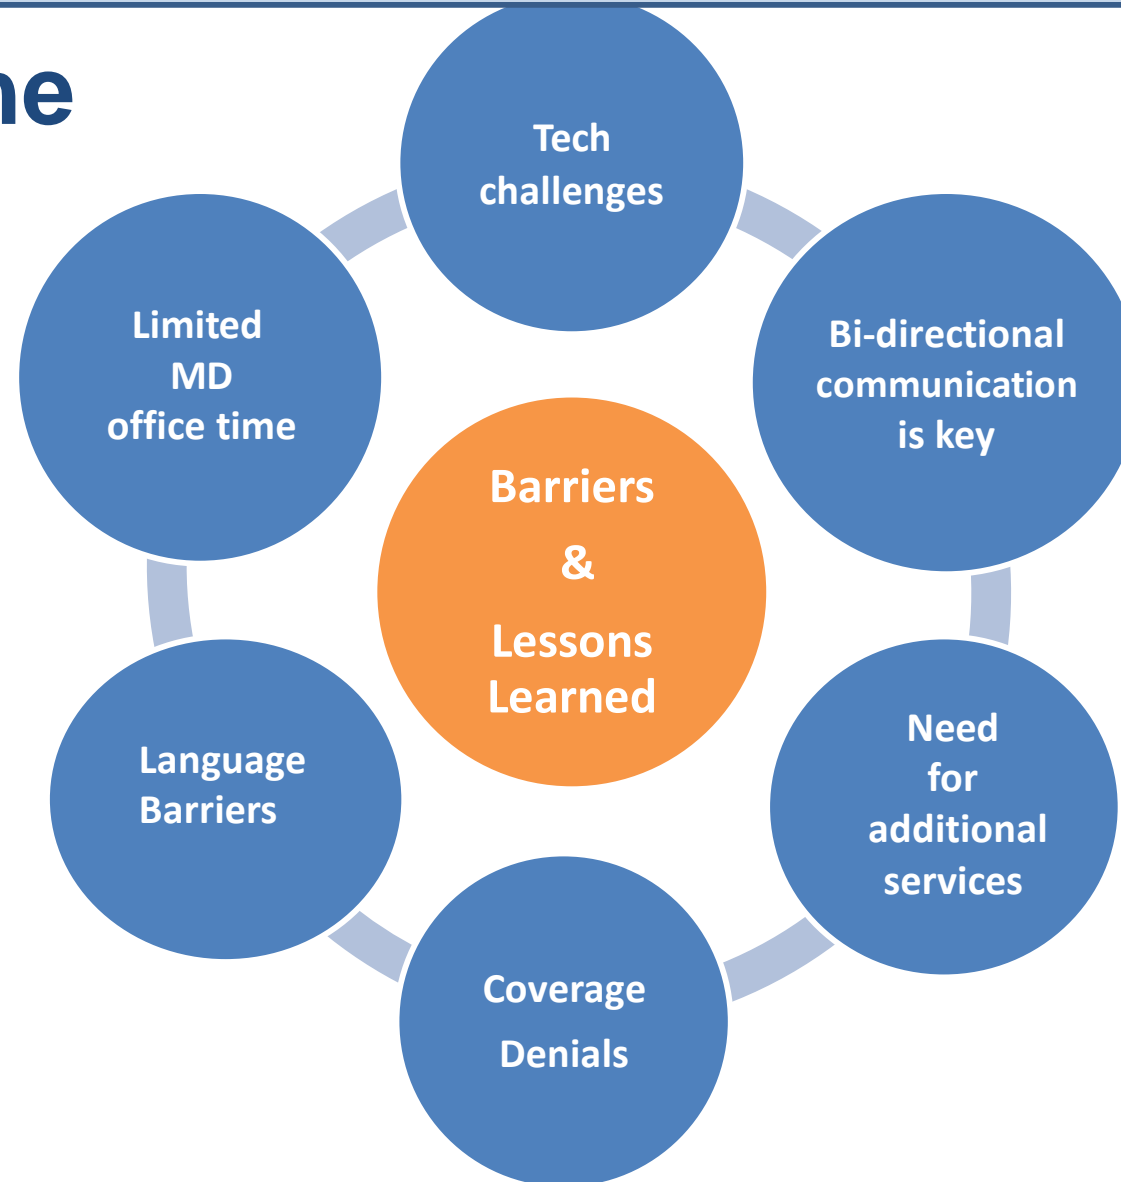 ne
Tech
challenges
Bi-directional
communication
is key
Need
for
additional
services
Coverage
Denials
Language
Barriers
Limited
MD
office time
Barriers
&
Lessons
Learned